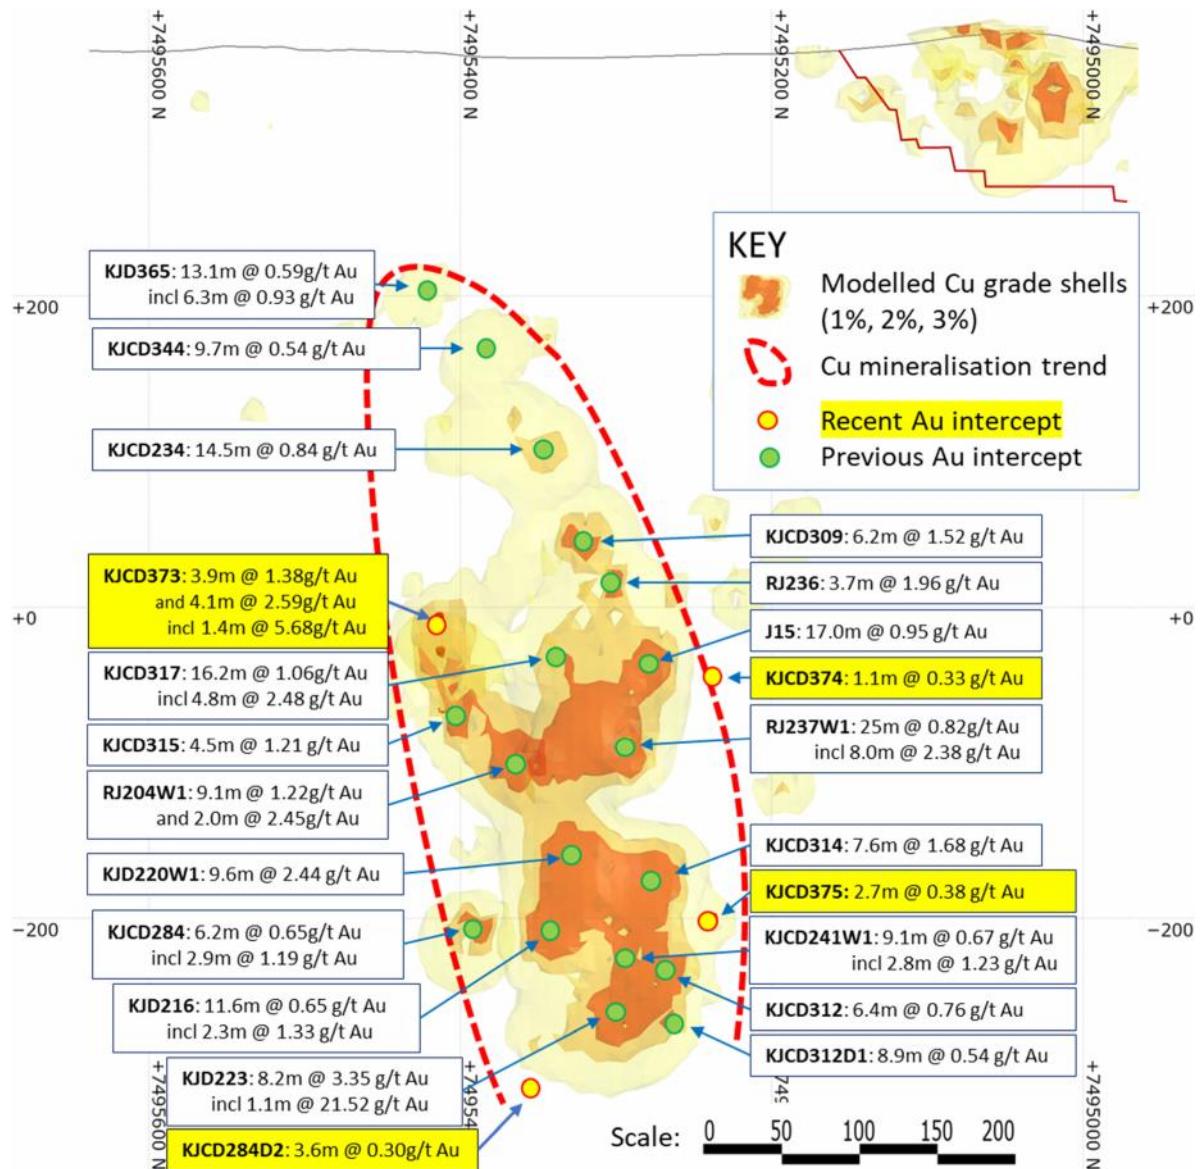 +7495600 N
+7495400 N
+7495200 N
+7495000 N
KEY
Modelled Cu grade shells
(1%, 2%, 3%)
Cu mineralisation trend
Recent Au intercept
Previous Au intercept
+200
+200
KJD365: 13.1m @ 0.59g/t Au
incl 6.3m @ 0.93 g/t Au
KJCD344: 9.7m @ 0.54 g/t Au
KJCD234: 14.5m @ 0.84 g/t Au
KJCD373: 3.9m @ 1.38g/t Au
and 4.1m @ 2.59g/t Au
incl 1.4m @ 5.68g/t Au
+0
+0
KJCD317: 16.2m @ 1.06g/t Au
incl 4.8m @ 2.48 g/t Au
KJCD315: 4.5m @ 1.21 g/t Au
RJ204W1: 9.1m @ 1.22g/t Au
and 2.0m @ 2.45g/t Au
KJD220W1: 9.6m @ 2.44 g/t Au
KJCD284: 6.2m @ 0.65g/t Au
incl 2.9m @ 1.19 g/t Au
−200
−200
KJD216: 11.6m @ 0.65 g/t Au
incl 2.3m @ 1.33 g/t Au
KJD223: 8.2m @ 3.35 g/t Au
incl 1.1m @ 21.52 g/t Au
KJCD284D2: 3.6m @ 0.30g/t Au
KJCD309: 6.2m @ 1.52 g/t Au
RJ236: 3.7m @ 1.96 g/t Au
J15: 17.0m @ 0.95 g/t Au
KJCD374: 1.1m @ 0.33 g/t Au
RJ237W1: 25m @ 0.82g/t Au
incl 8.0m @ 2.38 g/t Au
KJCD314: 7.6m @ 1.68 g/t Au
KJCD375: 2.7m @ 0.38 g/t Au
KJCD241W1: 9.1m @ 0.67 g/t Au
incl 2.8m @ 1.23 g/t Au
KJCD312: 6.4m @ 0.76 g/t Au
KJCD312D1: 8.9m @ 0.54 g/t Au
+7495600 N
+74954
+7495000 N
Scale: 0 50 100 150 200